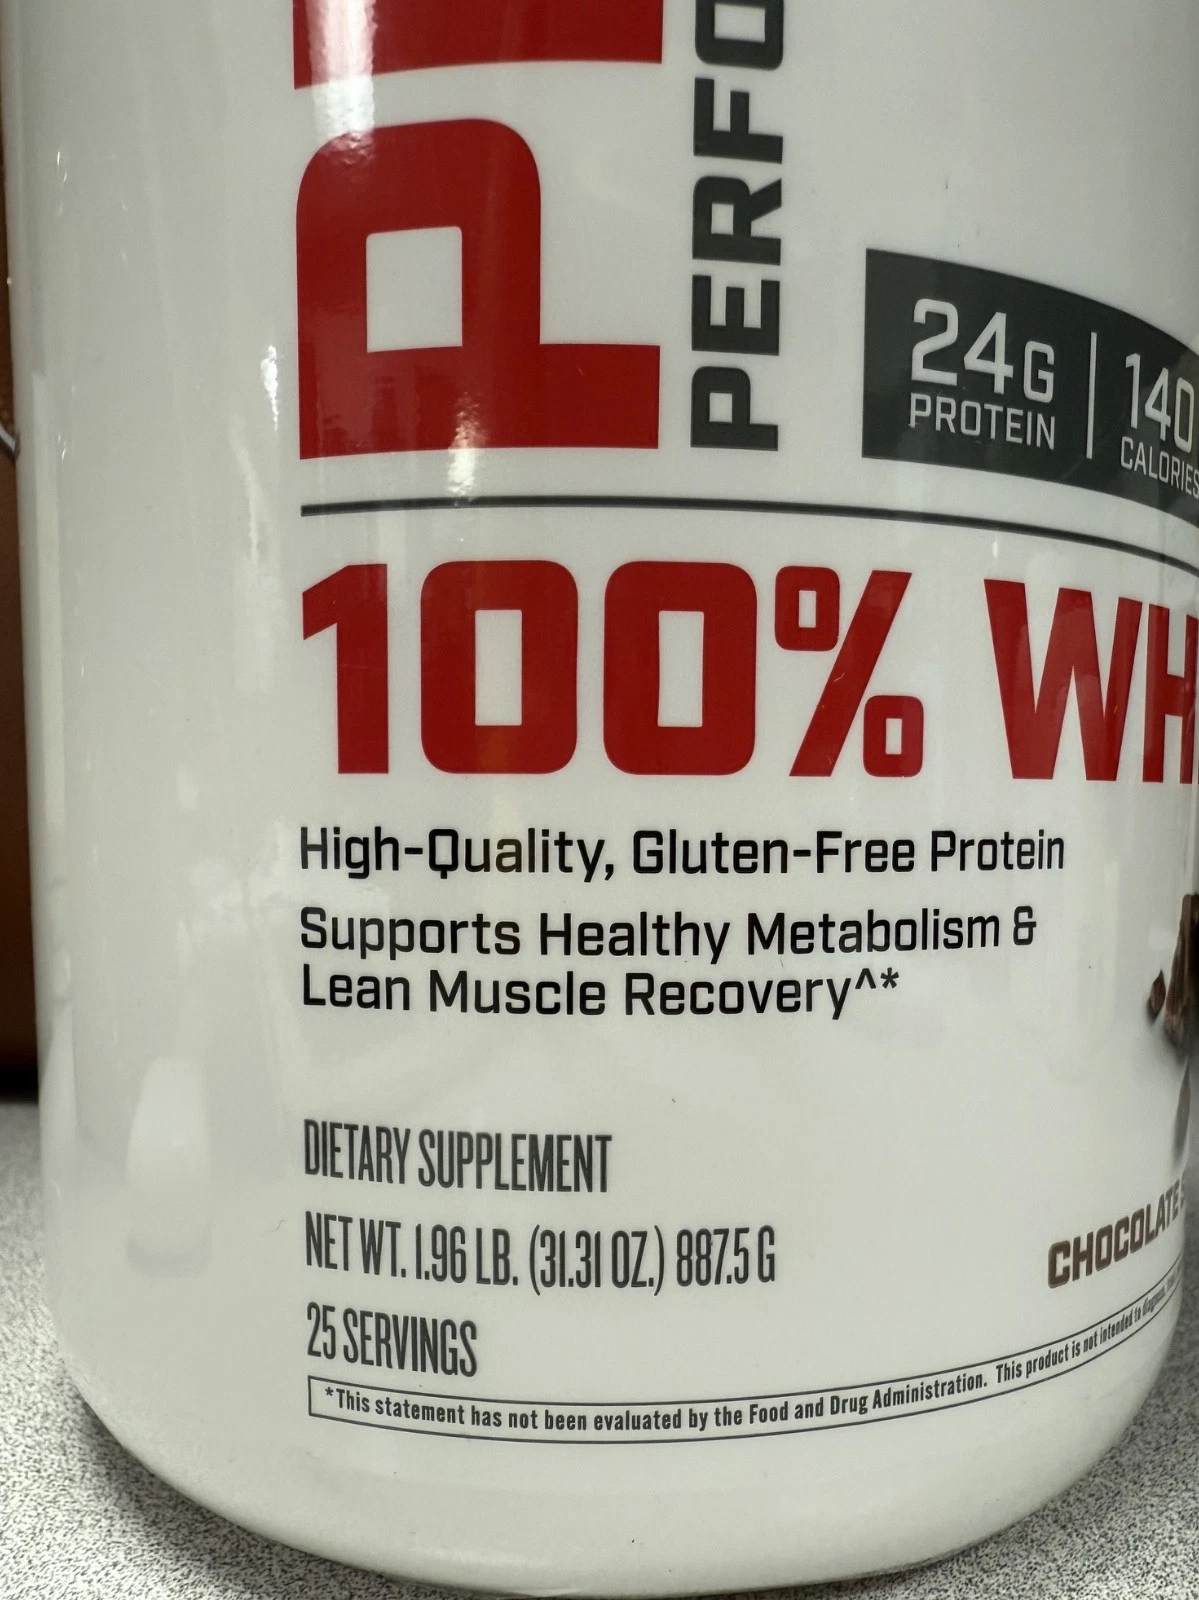 PERFO
24G
PROTEIN
140
CALORIES
100% WH
High-Quality, Gluten-Free Protein
Supports Healthy Metabolism &
Lean Muscle Recovery^*
DIETARY SUPPLEMENT
NET WT. 1.96 LB. (31.31 OZ.) 887.5 G
25 SERVINGS
CHOCOLATE
*This statement has not been evaluated by the Food and Drug Administration. This product is not intended to diagnose,